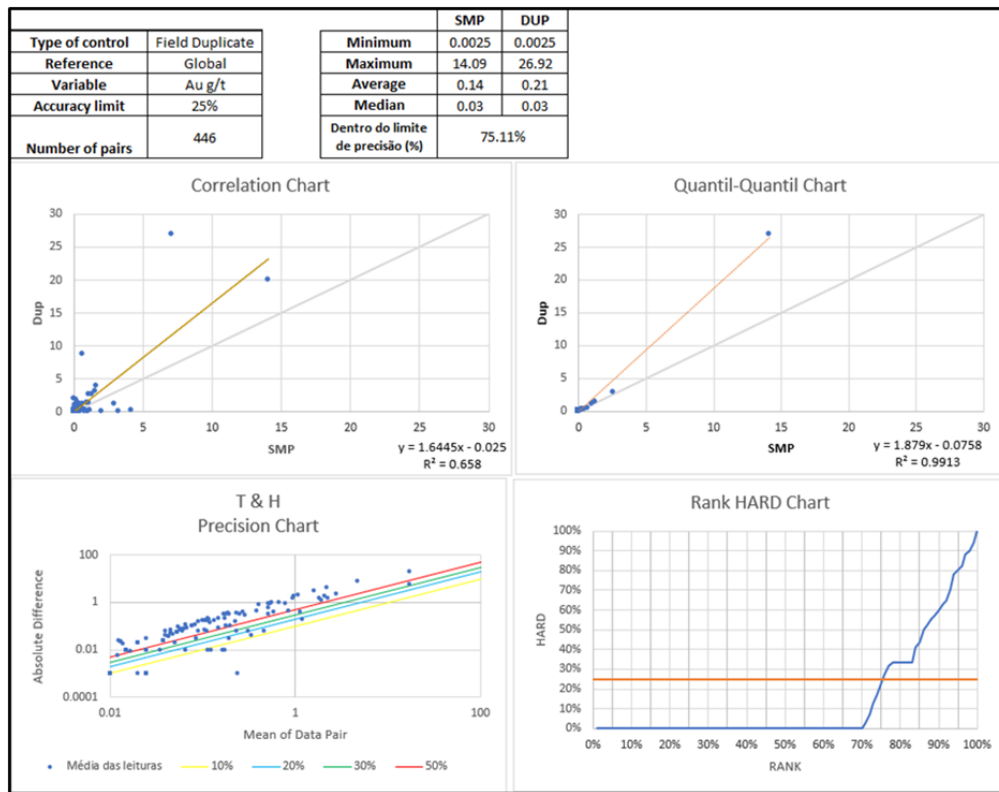 SMP DUP
Type of control Field Duplicate Minimum 0.0025 0.0025
Reference Global Maximum 14.09 26.92
Variable Au g/t Average 0.14 0.21
Accuracy limit 25% Median 0.03 0.03
Number of pairs 446 Dentro do limite de precisão (%) 75.11%
Correlation Chart
30
25
20
15
10
5
0
Dup
0 5 10 15 20 25 30
SMP
y = 1.6445x - 0.025
R² = 0.658
Quantil-Quantil Chart
30
25
20
15
10
5
0
Dup
0 5 10 15 20 25 30
SMP
y = 1.879x - 0.0758
R² = 0.9913
T & H
Precision Chart
100
1
0.01
0.0001
Absolute Difference
0.01 1 100
Mean of Data Pair
Média das leituras 10% 20% 30% 50%
Rank HARD Chart
100%
90%
80%
70%
60%
50%
40%
30%
20%
10%
0%
HARD
0% 10% 20% 30% 40% 50% 60% 70% 80% 90% 100%
RANK